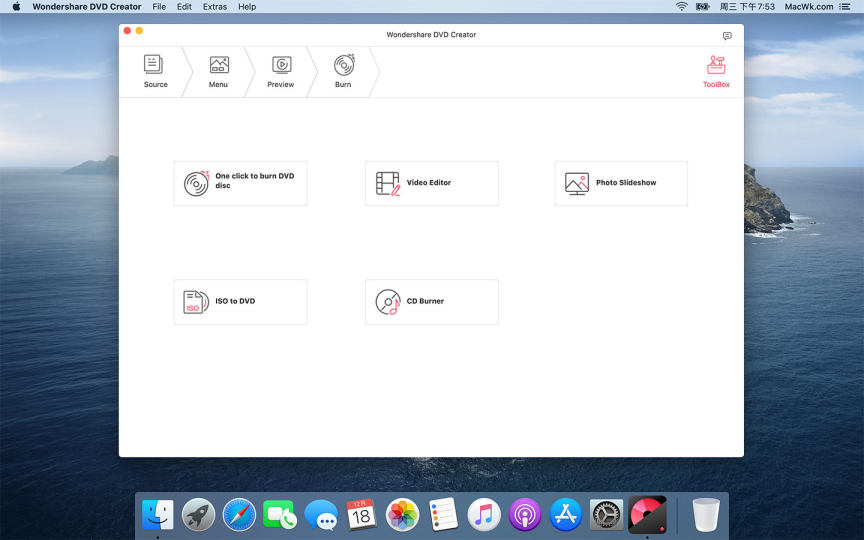 Wondershare DVD Creator File Edit Extras Help 周三 下午7:53 MacWk.com
Wondershare DVD Creator
Source Menu Preview Burn ToolBox
One click to burn DVD
disc
Video Editor
Photo Slideshow
ISO
ISO to DVD
CD Burner
12月
18